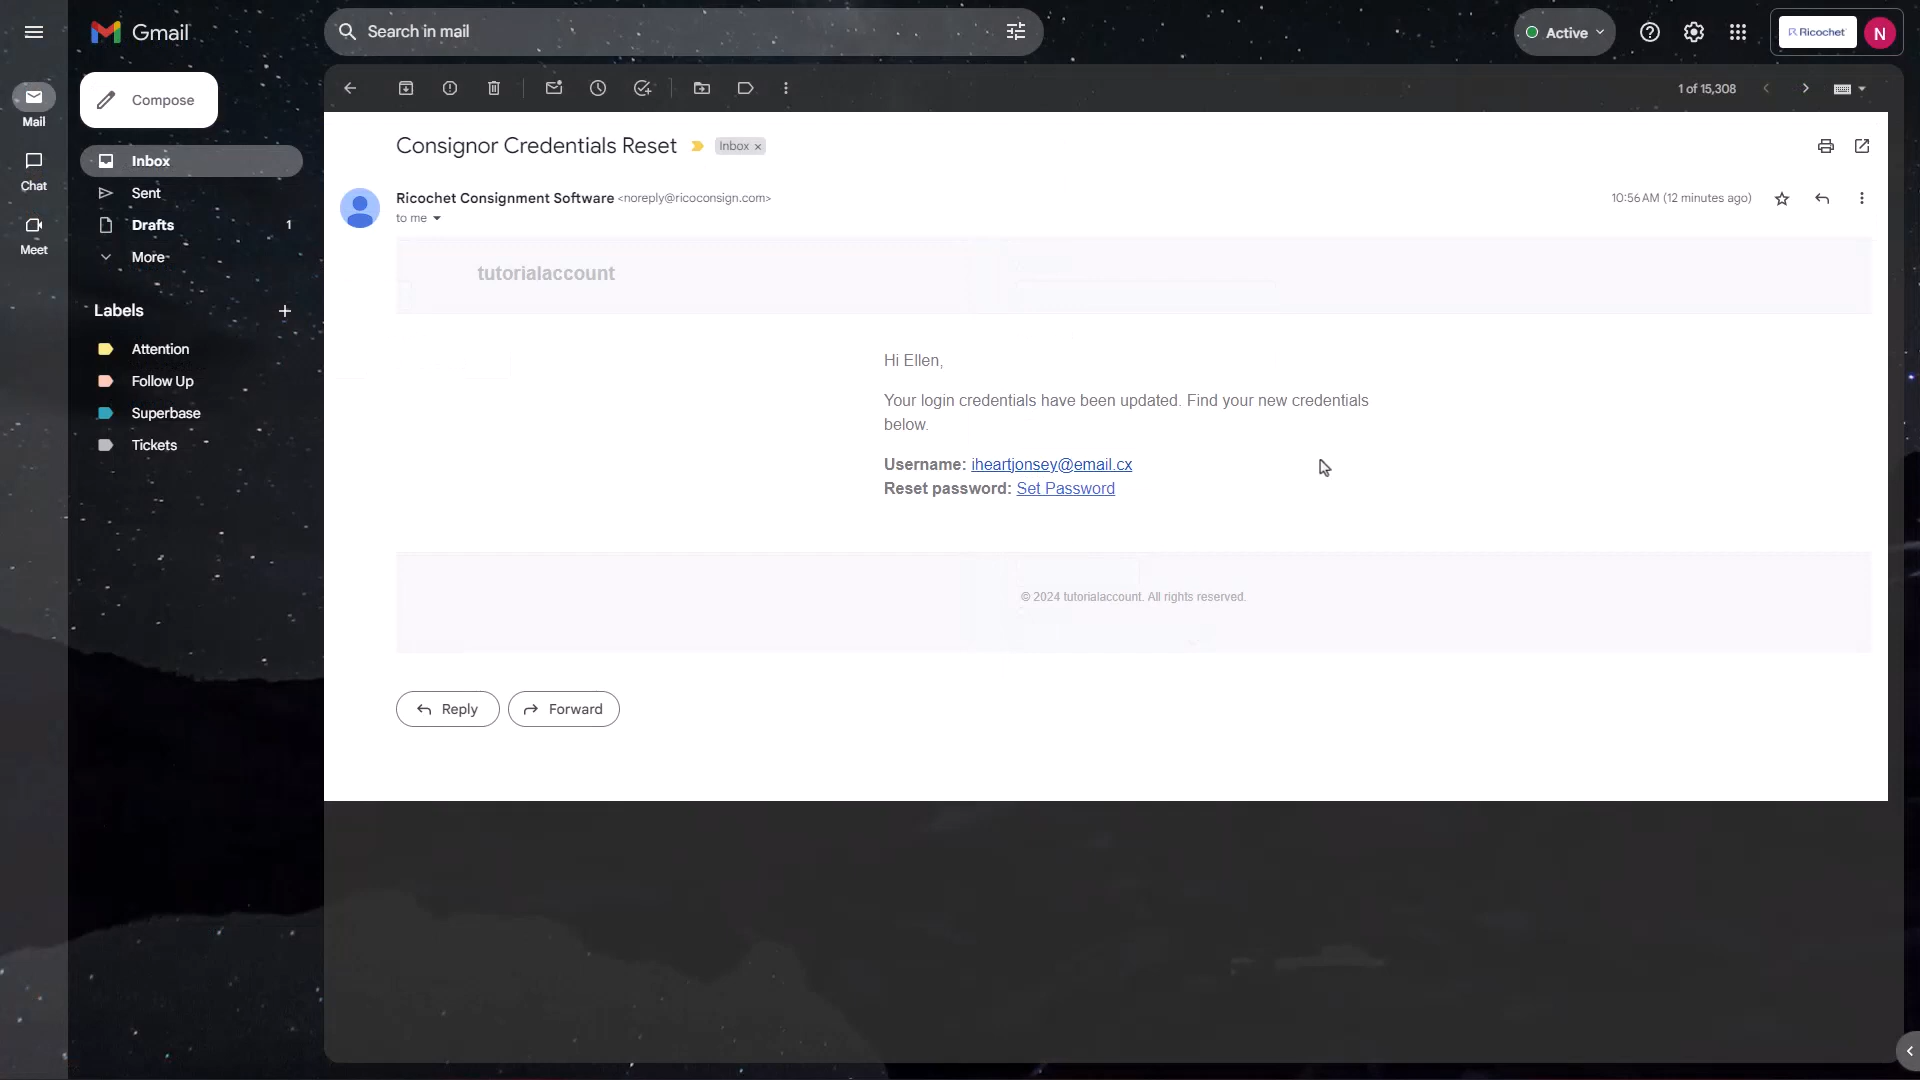 Gmail
Search in mail
Active
Ricochet
N
Mail
Chat
Meet
Compose
Inbox
Sent
Drafts 1
More
Labels
Attention
Follow Up
Superbase
Tickets
1 of 15,308
Consignor Credentials Reset
Inbox ×
Ricochet Consignment Software <noreply@ricoconsign.com>
to me
10:56 AM (12 minutes ago)
tutorialaccount
Hi Ellen,
Your login credentials have been updated. Find your new credentials
below.
Username: iheartjonsey@email.cx
Reset password: Set Password
© 2024 tutorialaccount. All rights reserved.
Reply
Forward